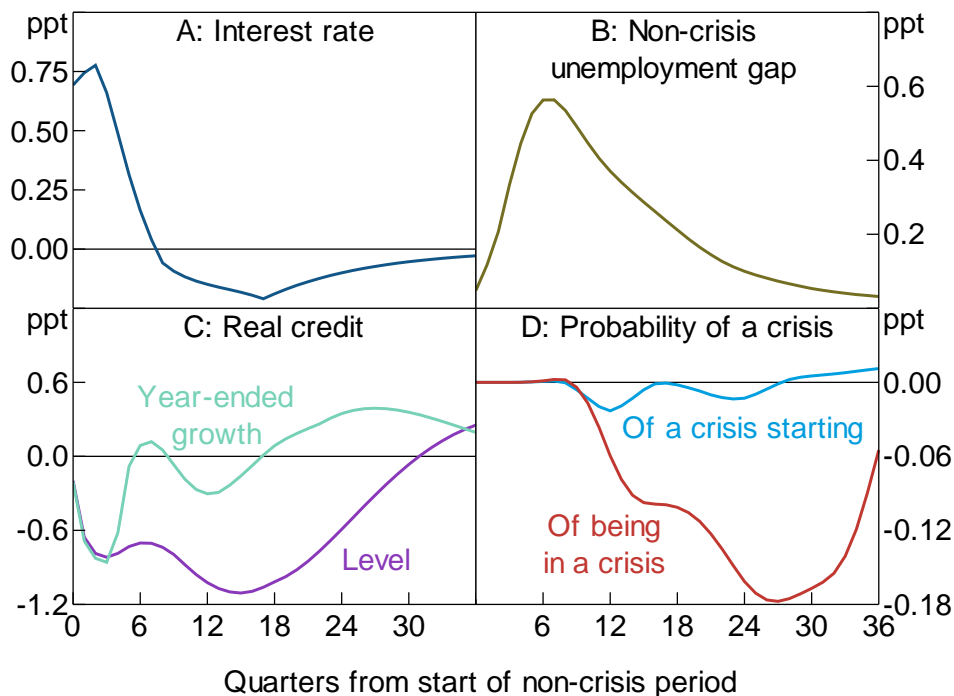 ppt
A: Interest rate
0.75
0.50
0.25
0.00
B: Non-crisis
unemployment gap
ppt
0.6
0.4
0.2
ppt
C: Real credit
0.6
0.0
-0.6
-1.2
Year-ended
growth
Level
D: Probability of a crisis
ppt
0.00
-0.06
-0.12
-0.18
Of a crisis starting
Of being
in a crisis
0 6 12 18 24 30 6 12 18 24 30 36
Quarters from start of non-crisis period